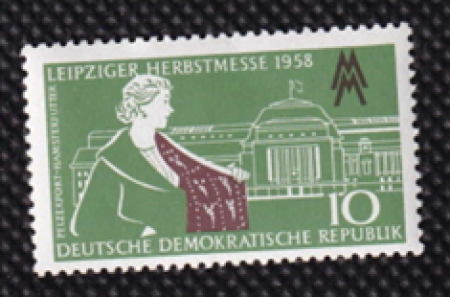 LEIPZIGER HERBSTMESSE 1958
MM
PELZEXPORT-HAMSTERFUTTER
10
DEUTSCHE DEMOKRATISCHE REPUBLIK